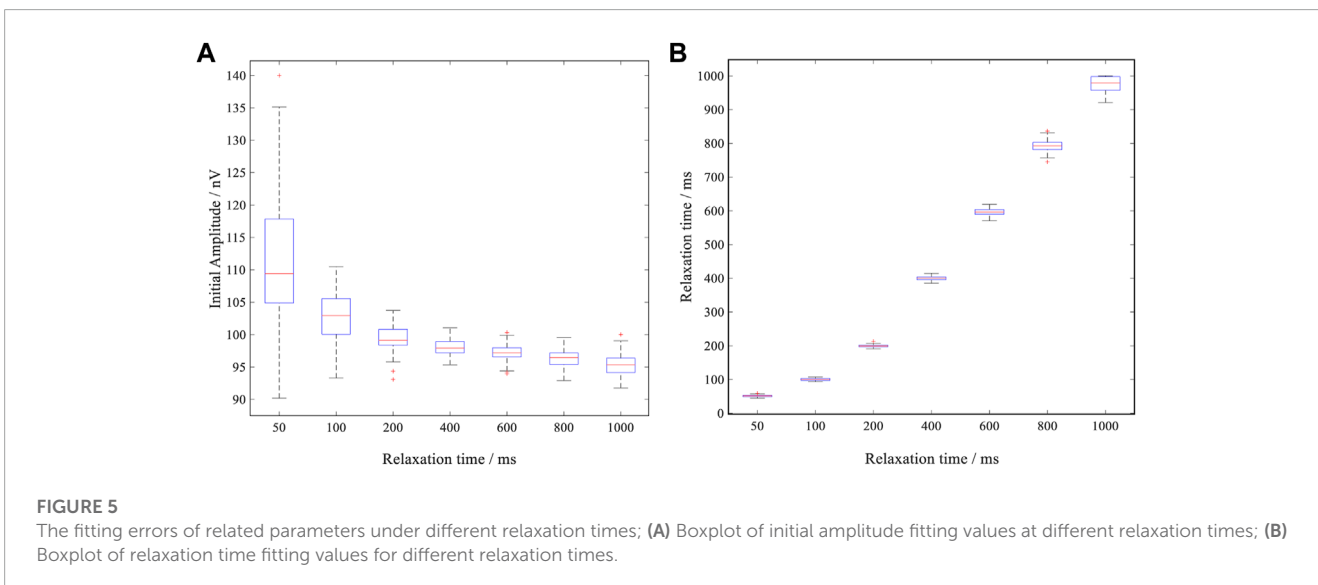 A
140
135
130
125
120
115
110
105
100
95
90
Initial Amplitude / nV
50 100 200 400 600 800 1000
Relaxation time / ms
B
1000
900
800
700
600
500
400
300
200
100
0
Relaxation time / ms
50 100 200 400 600 800 1000
Relaxation time / ms
FIGURE 5
The fitting errors of related parameters under different relaxation times; (A) Boxplot of initial amplitude fitting values at different relaxation times; (B)
Boxplot of relaxation time fitting values for different relaxation times.